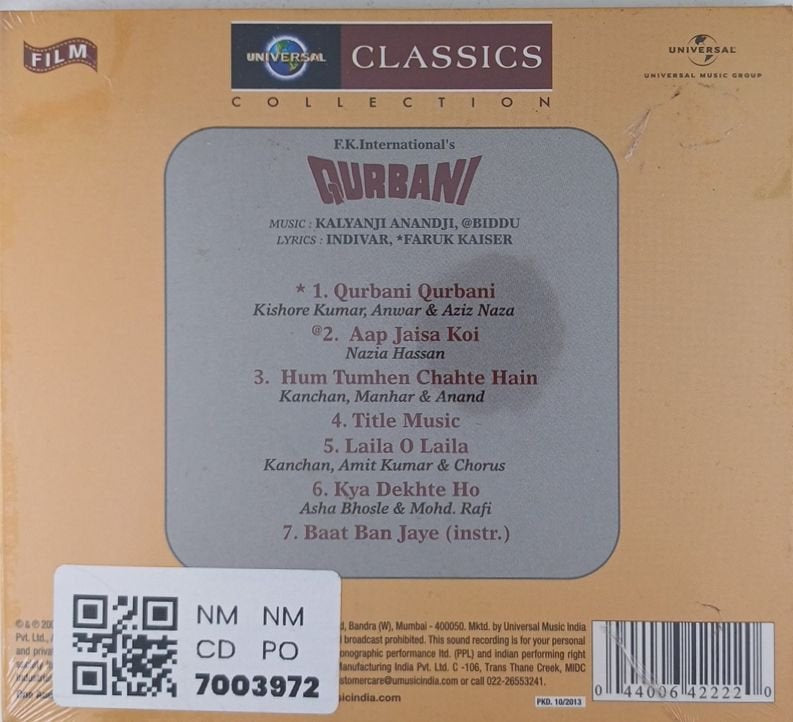 FILM
UNIVERSAL CLASSICS
COLLECTION
UNIVERSAL
UNIVERSAL MUSIC GROUP
F.K.International's
QURBANI
MUSIC : KALYANJI ANANDJI, @BIDDU
LYRICS : INDIVAR, *FARUK KAISER
* 1. Qurbani Qurbani
Kishore Kumar, Anwar & Aziz Naza
@2. Aap Jaisa Koi
Nazia Hassan
3. Hum Tumhen Chahte Hain
Kanchan, Manhar & Anand
4. Title Music
5. Laila O Laila
Kanchan, Amit Kumar & Chorus
6. Kya Dekhte Ho
Asha Bhosle & Mohd. Rafi
7. Baat Ban Jaye (instr.)
NM NM
CD PO
7003972
Bandra (W), Mumbai - 400050. Mktd. by Universal Music India
Pvt. Ltd., broadcast prohibited. This sound recording is for your personal
and performance ltd. (PPL) and indian performing right
society Manufacturing India Pvt. Ltd. C -106, Trans Thane Creek, MIDC
or call 022-26553241.
PKD. 10/2013
0 44006 42222 0